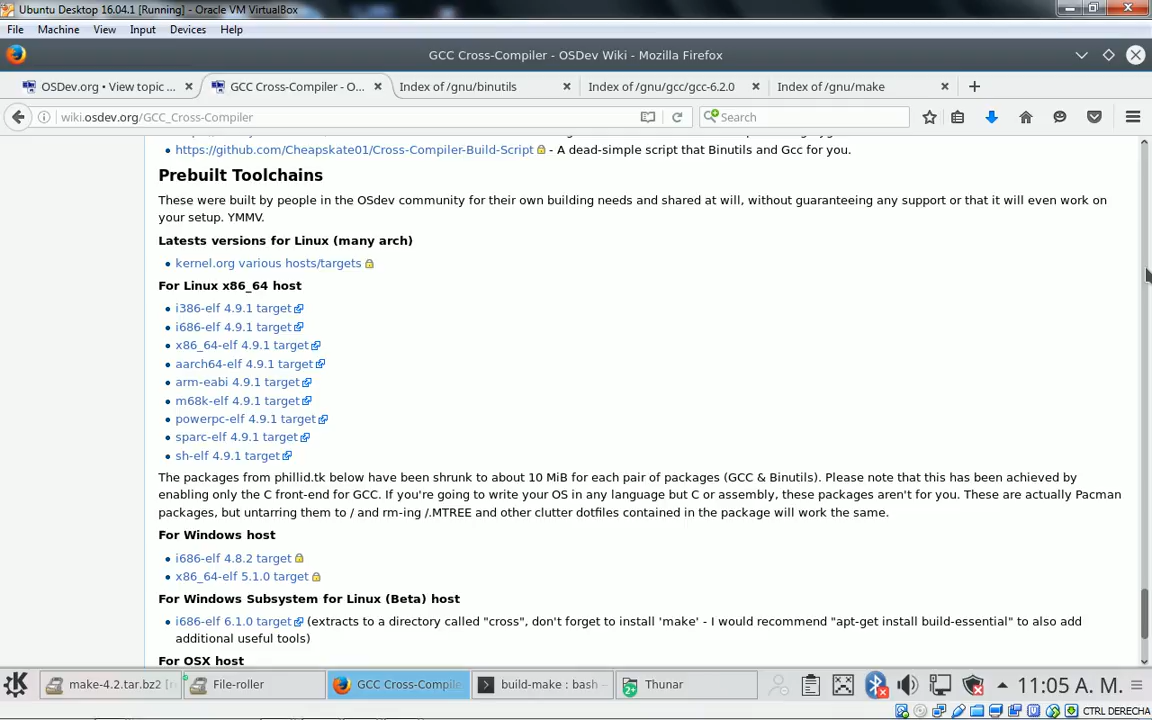 Ubuntu Desktop 16.04.1 [Running] - Oracle VM VirtualBox
File Machine View Input Devices Help
GCC Cross-Compiler - OSDev Wiki - Mozilla Firefox
OSDev.org • View topic ... GCC Cross-Compiler - O... Index of /gnu/binutils Index of /gnu/gcc/gcc-6.2.0 Index of /gnu/make
wiki.osdev.org/GCC_Cross-Compiler Search
https://github.com/Cheapskate01/Cross-Compiler-Build-Script - A dead-simple script that Binutils and Gcc for you.
Prebuilt Toolchains
These were built by people in the OSdev community for their own building needs and shared at will, without guaranteeing any support or that it will even work on
your setup. YMMV.
Latests versions for Linux (many arch)
kernel.org various hosts/targets
For Linux x86_64 host
i386-elf 4.9.1 target
i686-elf 4.9.1 target
x86_64-elf 4.9.1 target
aarch64-elf 4.9.1 target
arm-eabi 4.9.1 target
m68k-elf 4.9.1 target
powerpc-elf 4.9.1 target
sparc-elf 4.9.1 target
sh-elf 4.9.1 target
The packages from phillid.tk below have been shrunk to about 10 MiB for each pair of packages (GCC & Binutils). Please note that this has been achieved by
enabling only the C front-end for GCC. If you're going to write your OS in any language but C or assembly, these packages aren't for you. These are actually Pacman
packages, but untarring them to / and rm-ing /.MTREE and other clutter dotfiles contained in the package will work the same.
For Windows host
i686-elf 4.8.2 target
x86_64-elf 5.1.0 target
For Windows Subsystem for Linux (Beta) host
i686-elf 6.1.0 target (extracts to a directory called "cross", don't forget to install 'make' - I would recommend "apt-get install build-essential" to also add
additional useful tools)
For OSX host
make-4.2.tar.bz2 [r File-roller GCC Cross-Compile build-make : bash Thunar 11:05 A. M.
CTRL DERECHA